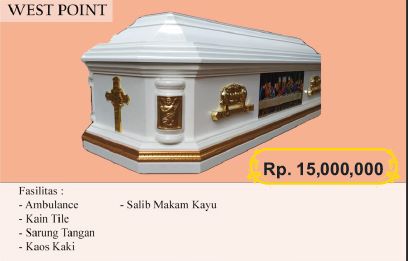 WEST POINT
Rp. 15,000,000
Fasilitas :
- Ambulance - Salib Makam Kayu
- Kain Tile
- Sarung Tangan
- Kaos Kaki